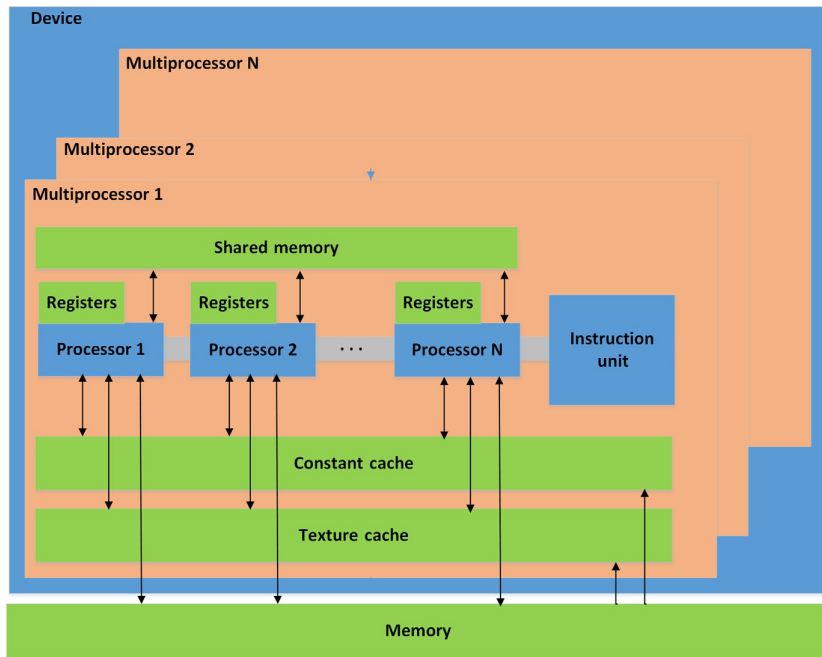 Device
Multiprocessor N
Multiprocessor 2
Multiprocessor 1
Shared memory
Registers
Registers
Registers
Processor 1
Processor 2
...
Processor N
Instruction
unit
Constant cache
Texture cache
Memory